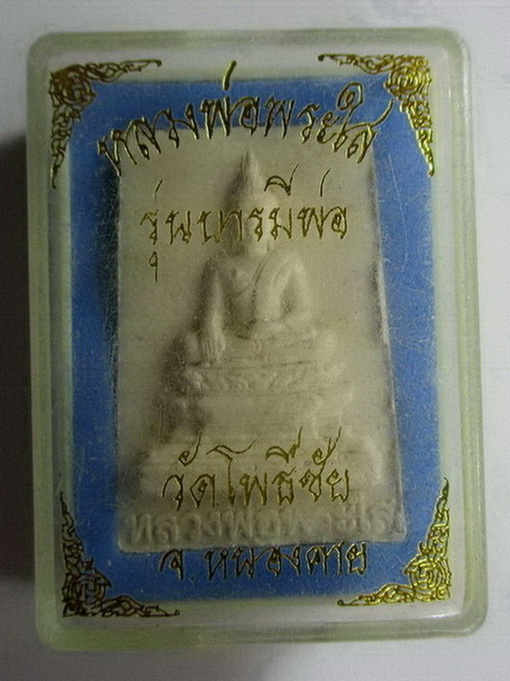 หลวงพ่อพระใส
รุ่นบารมีพ่อ
วัดโพธิ์ชัย
หลวงพ่อพระใส
จ.หนองคาย